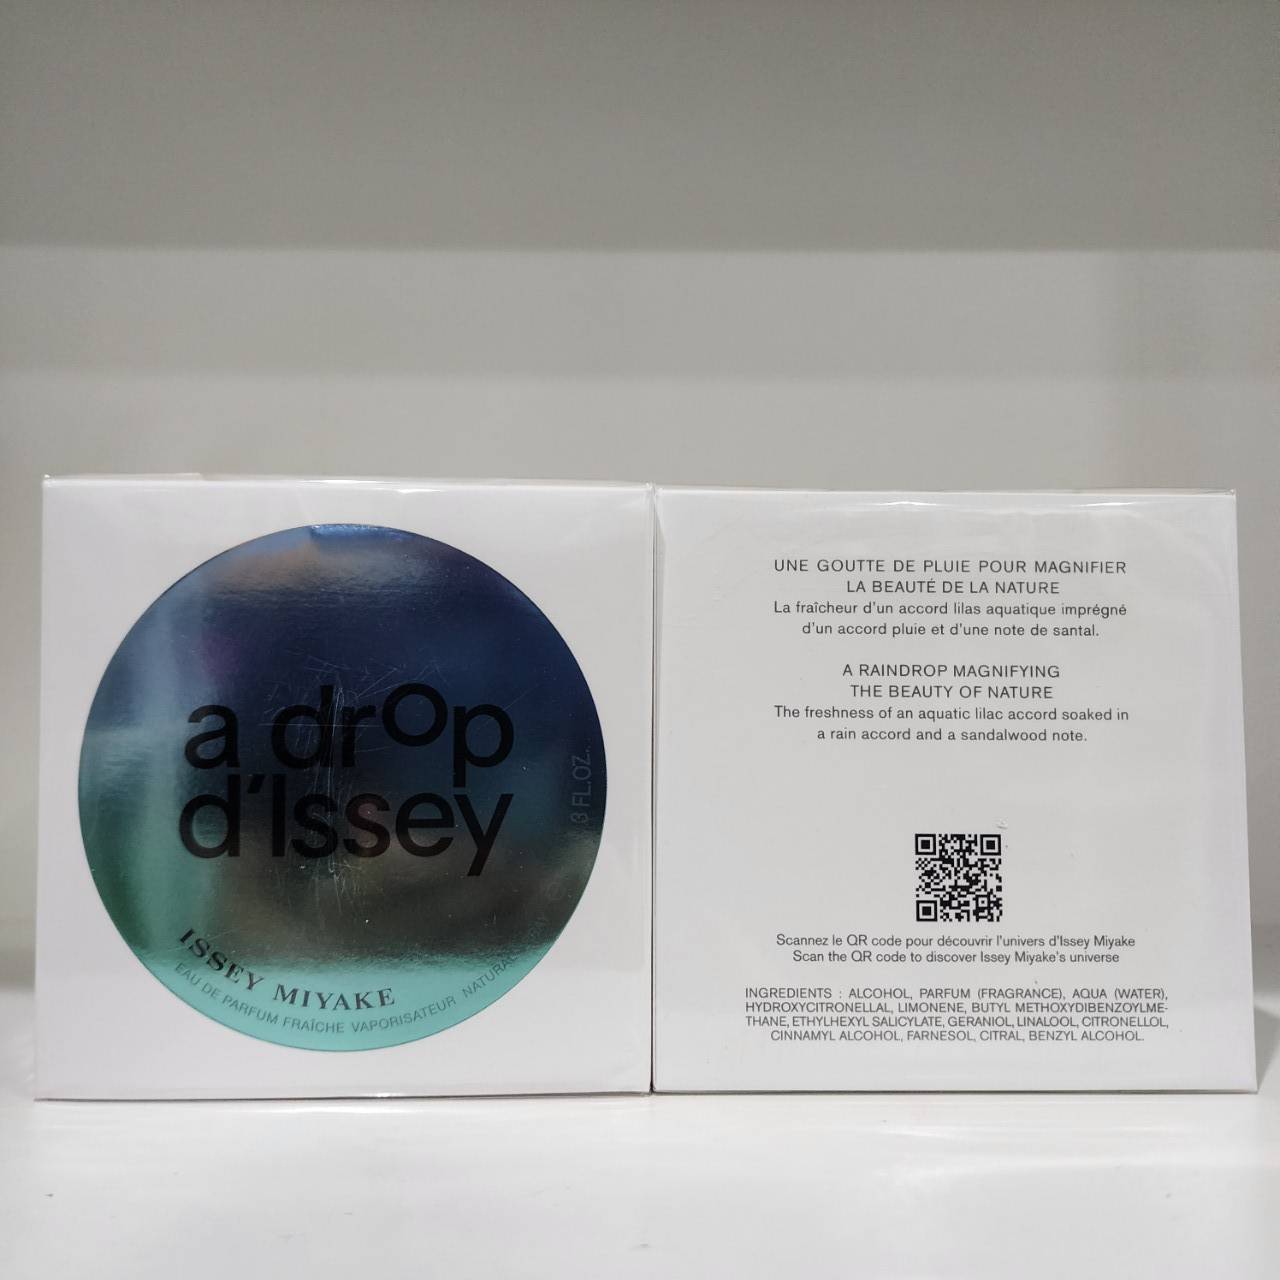 a drop
d'Issey
ISSEY MIYAKE
EAU DE PARFUM FRAÎCHE VAPORISATEUR NATURAL
3 FL.OZ.
UNE GOUTTE DE PLUIE POUR MAGNIFIER
LA BEAUTÉ DE LA NATURE
La fraîcheur d'un accord lilas aquatique imprégné
d'un accord pluie et d'une note de santal.
A RAINDROP MAGNIFYING
THE BEAUTY OF NATURE
The freshness of an aquatic lilac accord soaked in
a rain accord and a sandalwood note.
Scannez le QR code pour découvrir l'univers d'Issey Miyake
Scan the QR code to discover Issey Miyake's universe
INGREDIENTS : ALCOHOL, PARFUM (FRAGRANCE), AQUA (WATER),
HYDROXYCITRONELLAL, LIMONENE, BUTYL METHOXYDIBENZOYLME-
THANE, ETHYLHEXYL SALICYLATE, GERANIOL, LINALOOL, CITRONELLOL,
CINNAMYL ALCOHOL, FARNESOL, CITRAL, BENZYL ALCOHOL.